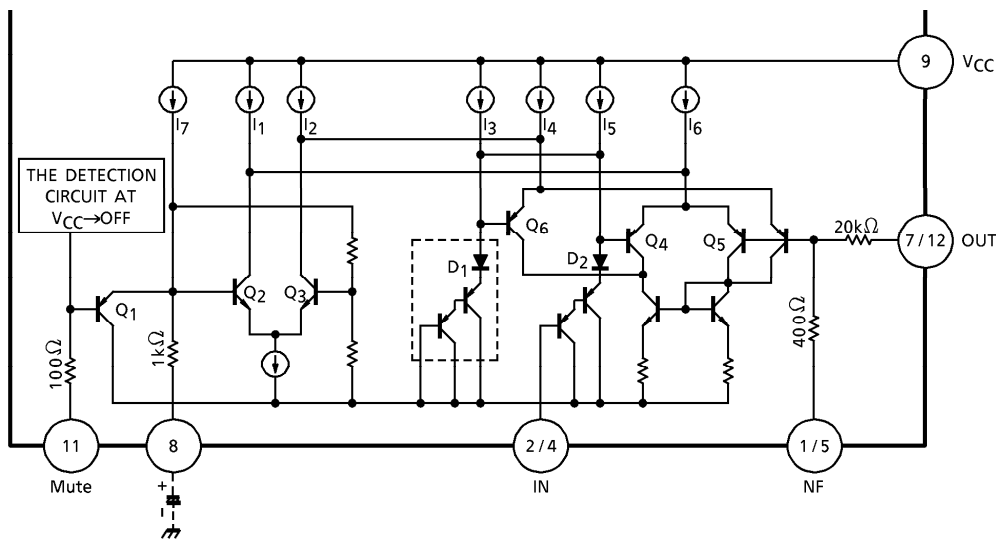 9
VCC
I7
I1
I2
I3
I4
I5
I6
THE DETECTION
CIRCUIT AT
VCC→OFF
Q6
Q4
Q5
20kΩ
7 / 12
OUT
D1
D2
Q1
Q2
Q3
100Ω
1kΩ
400Ω
11
8
2 / 4
1 / 5
Mute
IN
NF
+
I